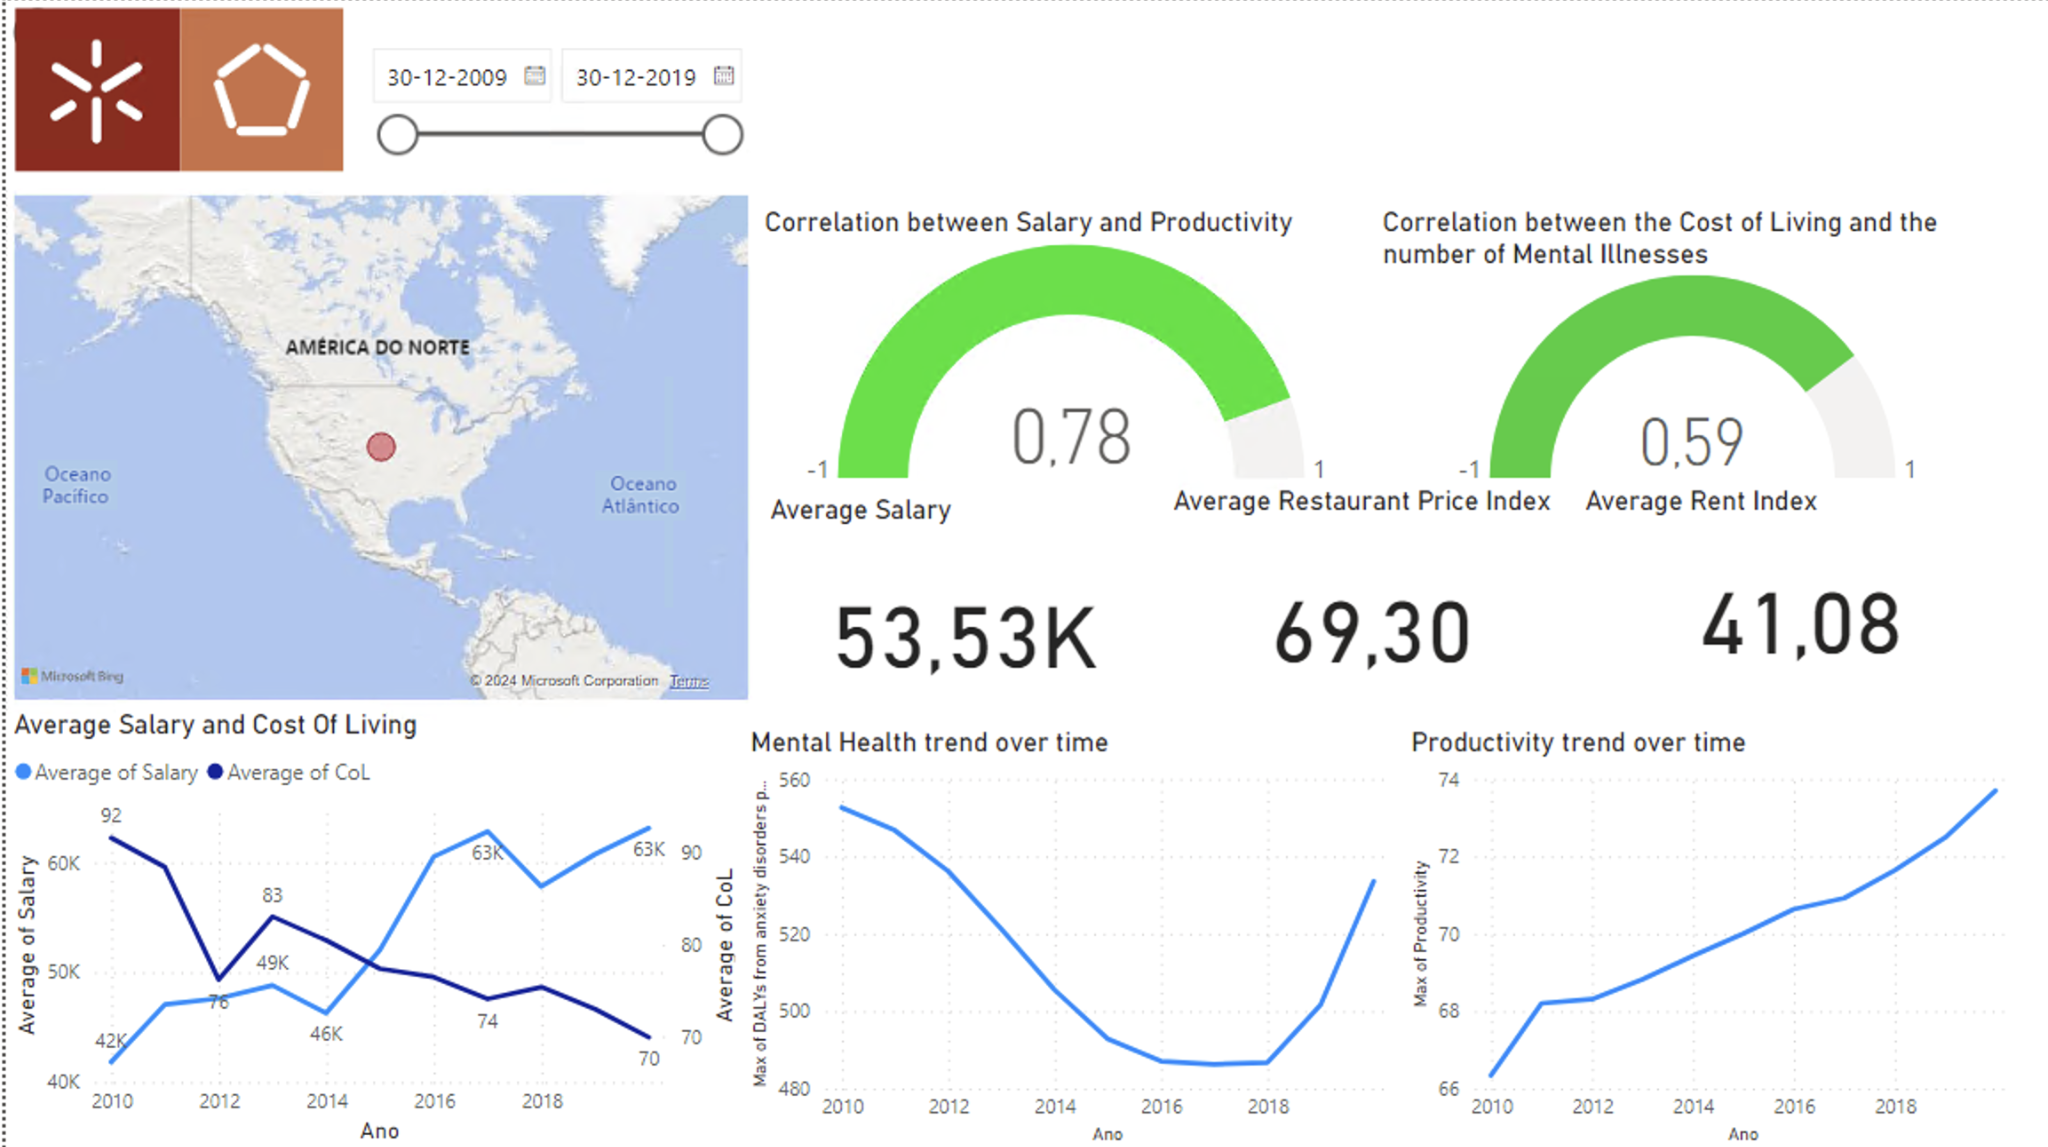 30-12-2009
30-12-2019
AMÉRICA DO NORTE
Oceano
Pacífico
Oceano
Atlântico
Microsoft Bing
© 2024 Microsoft Corporation Terms
Correlation between Salary and Productivity
0,78
-1
1
Correlation between the Cost of Living and the
number of Mental Illnesses
0,59
-1
1
Average Salary
53,53K
Average Restaurant Price Index
69,30
Average Rent Index
41,08
Average Salary and Cost Of Living
Average of Salary
Average of CoL
Average of Salary
60K
50K
40K
92
83
49K
76
42K
46K
63K
74
63K
70
90
80
70
Average of CoL
2010
2012
2014
2016
2018
Ano
Mental Health trend over time
Max of DALYs from anxiety disorders p...
560
540
520
500
480
2010
2012
2014
2016
2018
Ano
Productivity trend over time
Max of Productivity
74
72
70
68
66
2010
2012
2014
2016
2018
Ano